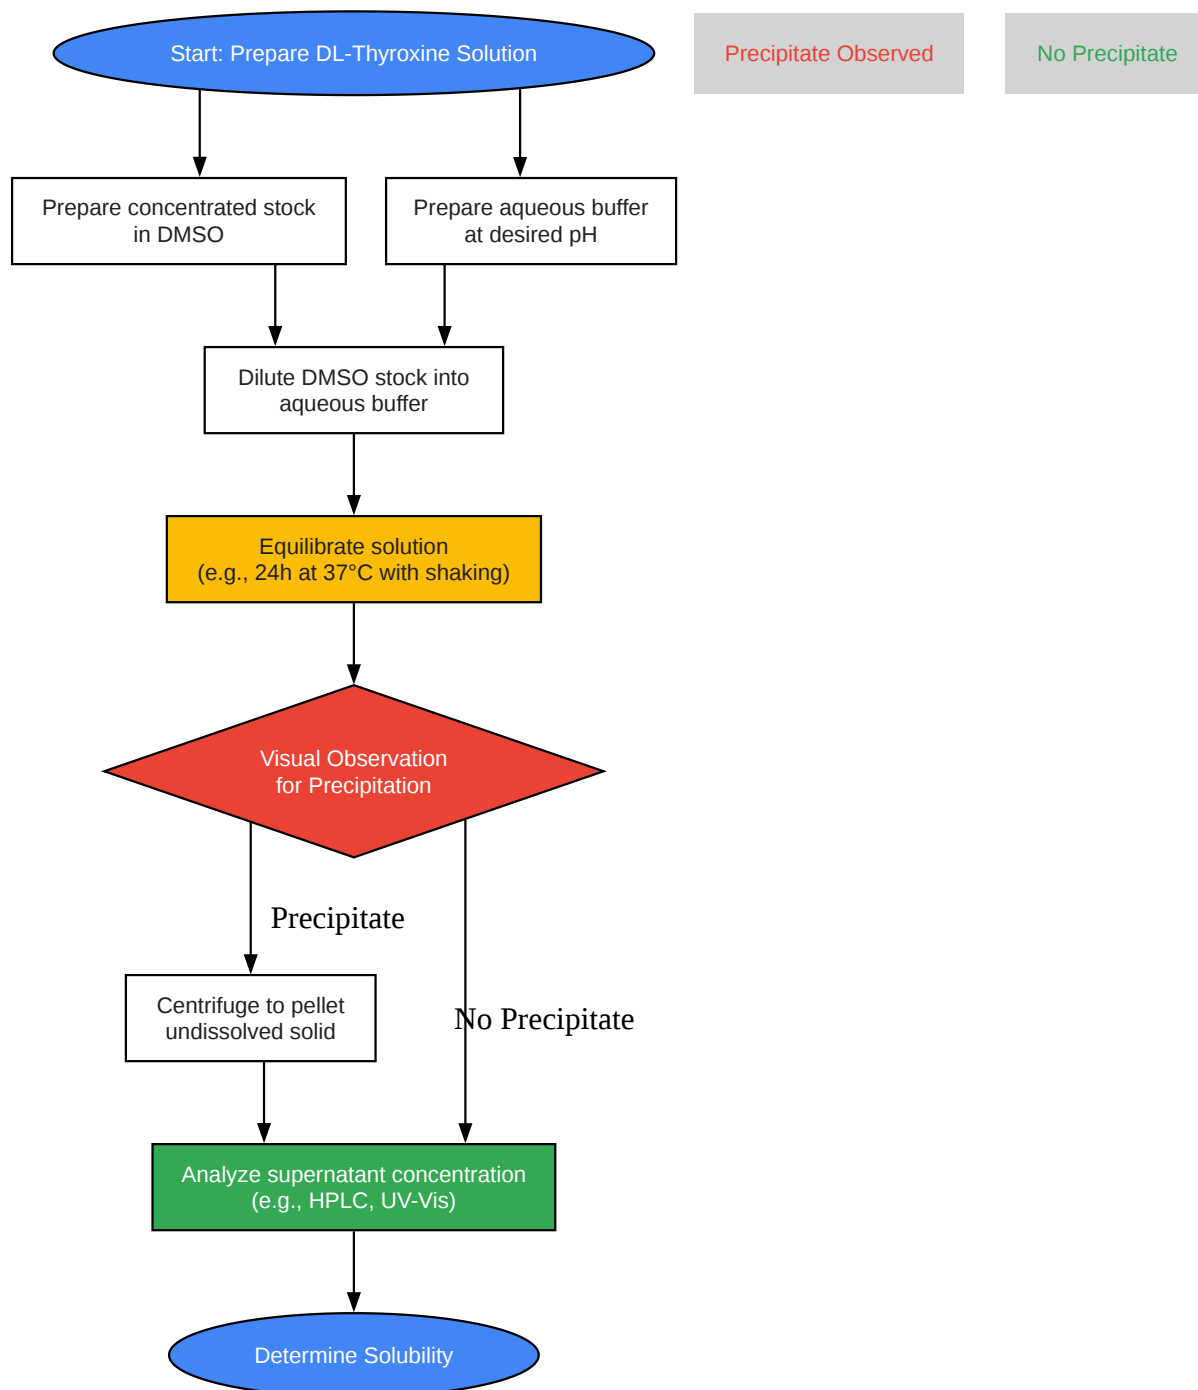 Start: Prepare DL-Thyroxine Solution
Precipitate Observed
No Precipitate
Prepare concentrated stock
in DMSO
Prepare aqueous buffer
at desired pH
Dilute DMSO stock into
aqueous buffer
Equilibrate solution
(e.g., 24h at 37°C with shaking)
Visual Observation
for Precipitation
Precipitate
Centrifuge to pellet
undissolved solid
No Precipitate
Analyze supernatant concentration
(e.g., HPLC, UV-Vis)
Determine Solubility